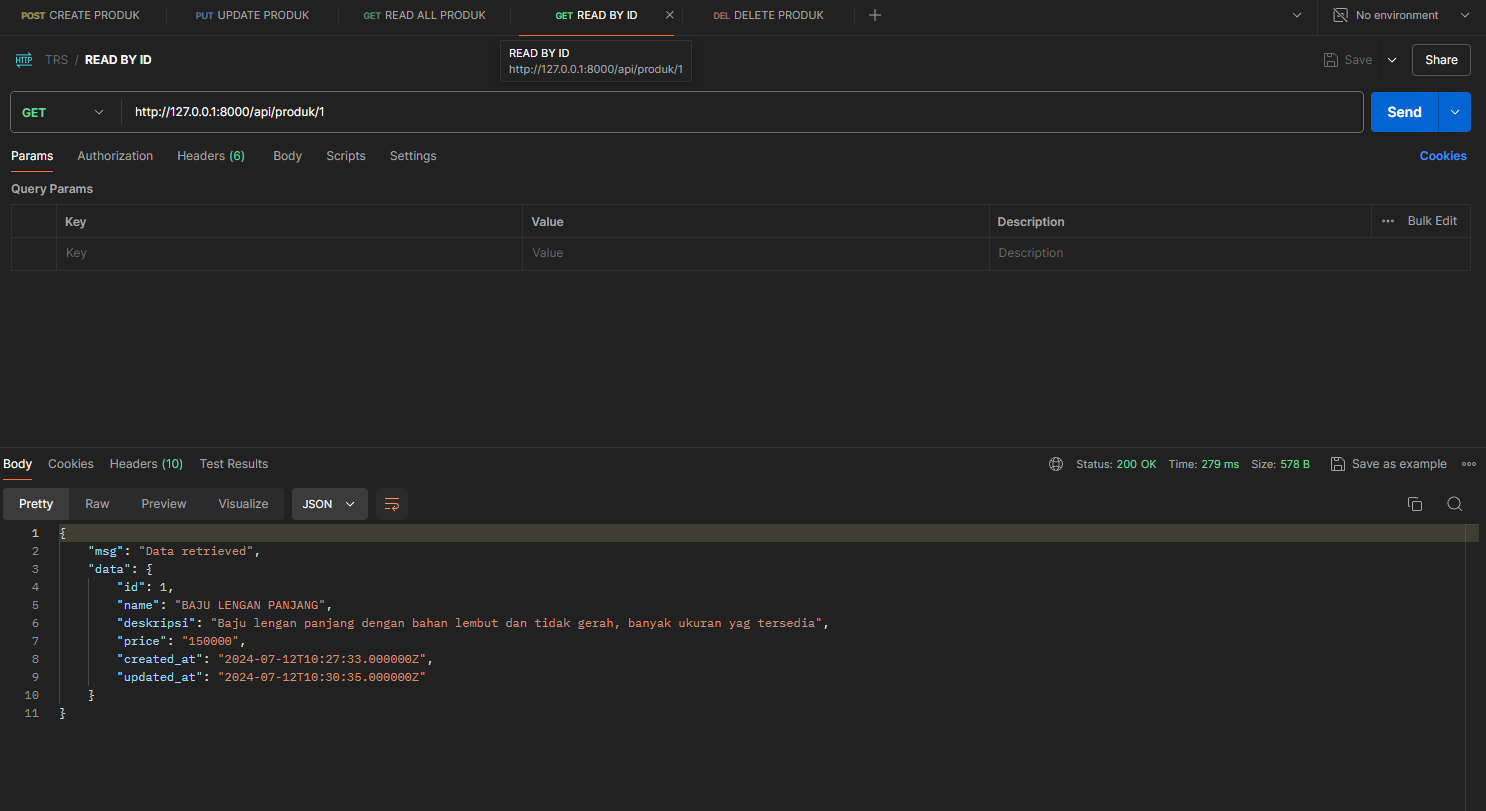 POST CREATE PRODUK PUT UPDATE PRODUK GET READ ALL PRODUK GET READ BY ID DEL DELETE PRODUK No environment
READ BY ID
http://127.0.0.1:8000/api/produk/1
HTTP TRS / READ BY ID Save Share
GET http://127.0.0.1:8000/api/produk/1 Send
Params Authorization Headers (6) Body Scripts Settings Cookies
Query Params
Key Value Description Bulk Edit
Key Value Description
Body Cookies Headers (10) Test Results Status: 200 OK Time: 279 ms Size: 578 B Save as example
Pretty Raw Preview Visualize JSON
1 {
2 "msg": "Data retrieved",
3 "data": {
4 "id": 1,
5 "name": "BAJU LENGAN PANJANG",
6 "deskripsi": "Baju lengan panjang dengan bahan lembut dan tidak gerah, banyak ukuran yag tersedia",
7 "price": "150000",
8 "created_at": "2024-07-12T10:27:33.000000Z",
9 "updated_at": "2024-07-12T10:30:35.000000Z"
10 }
11 }